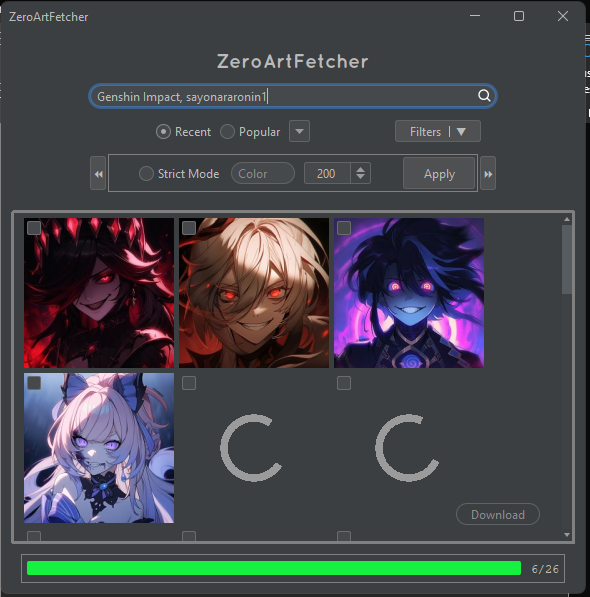 ZeroArtFetcher
ZeroArtFetcher
Genshin Impact, sayonararonin1
Recent Popular Filters
Strict Mode Color 200 Apply
Download
6/26